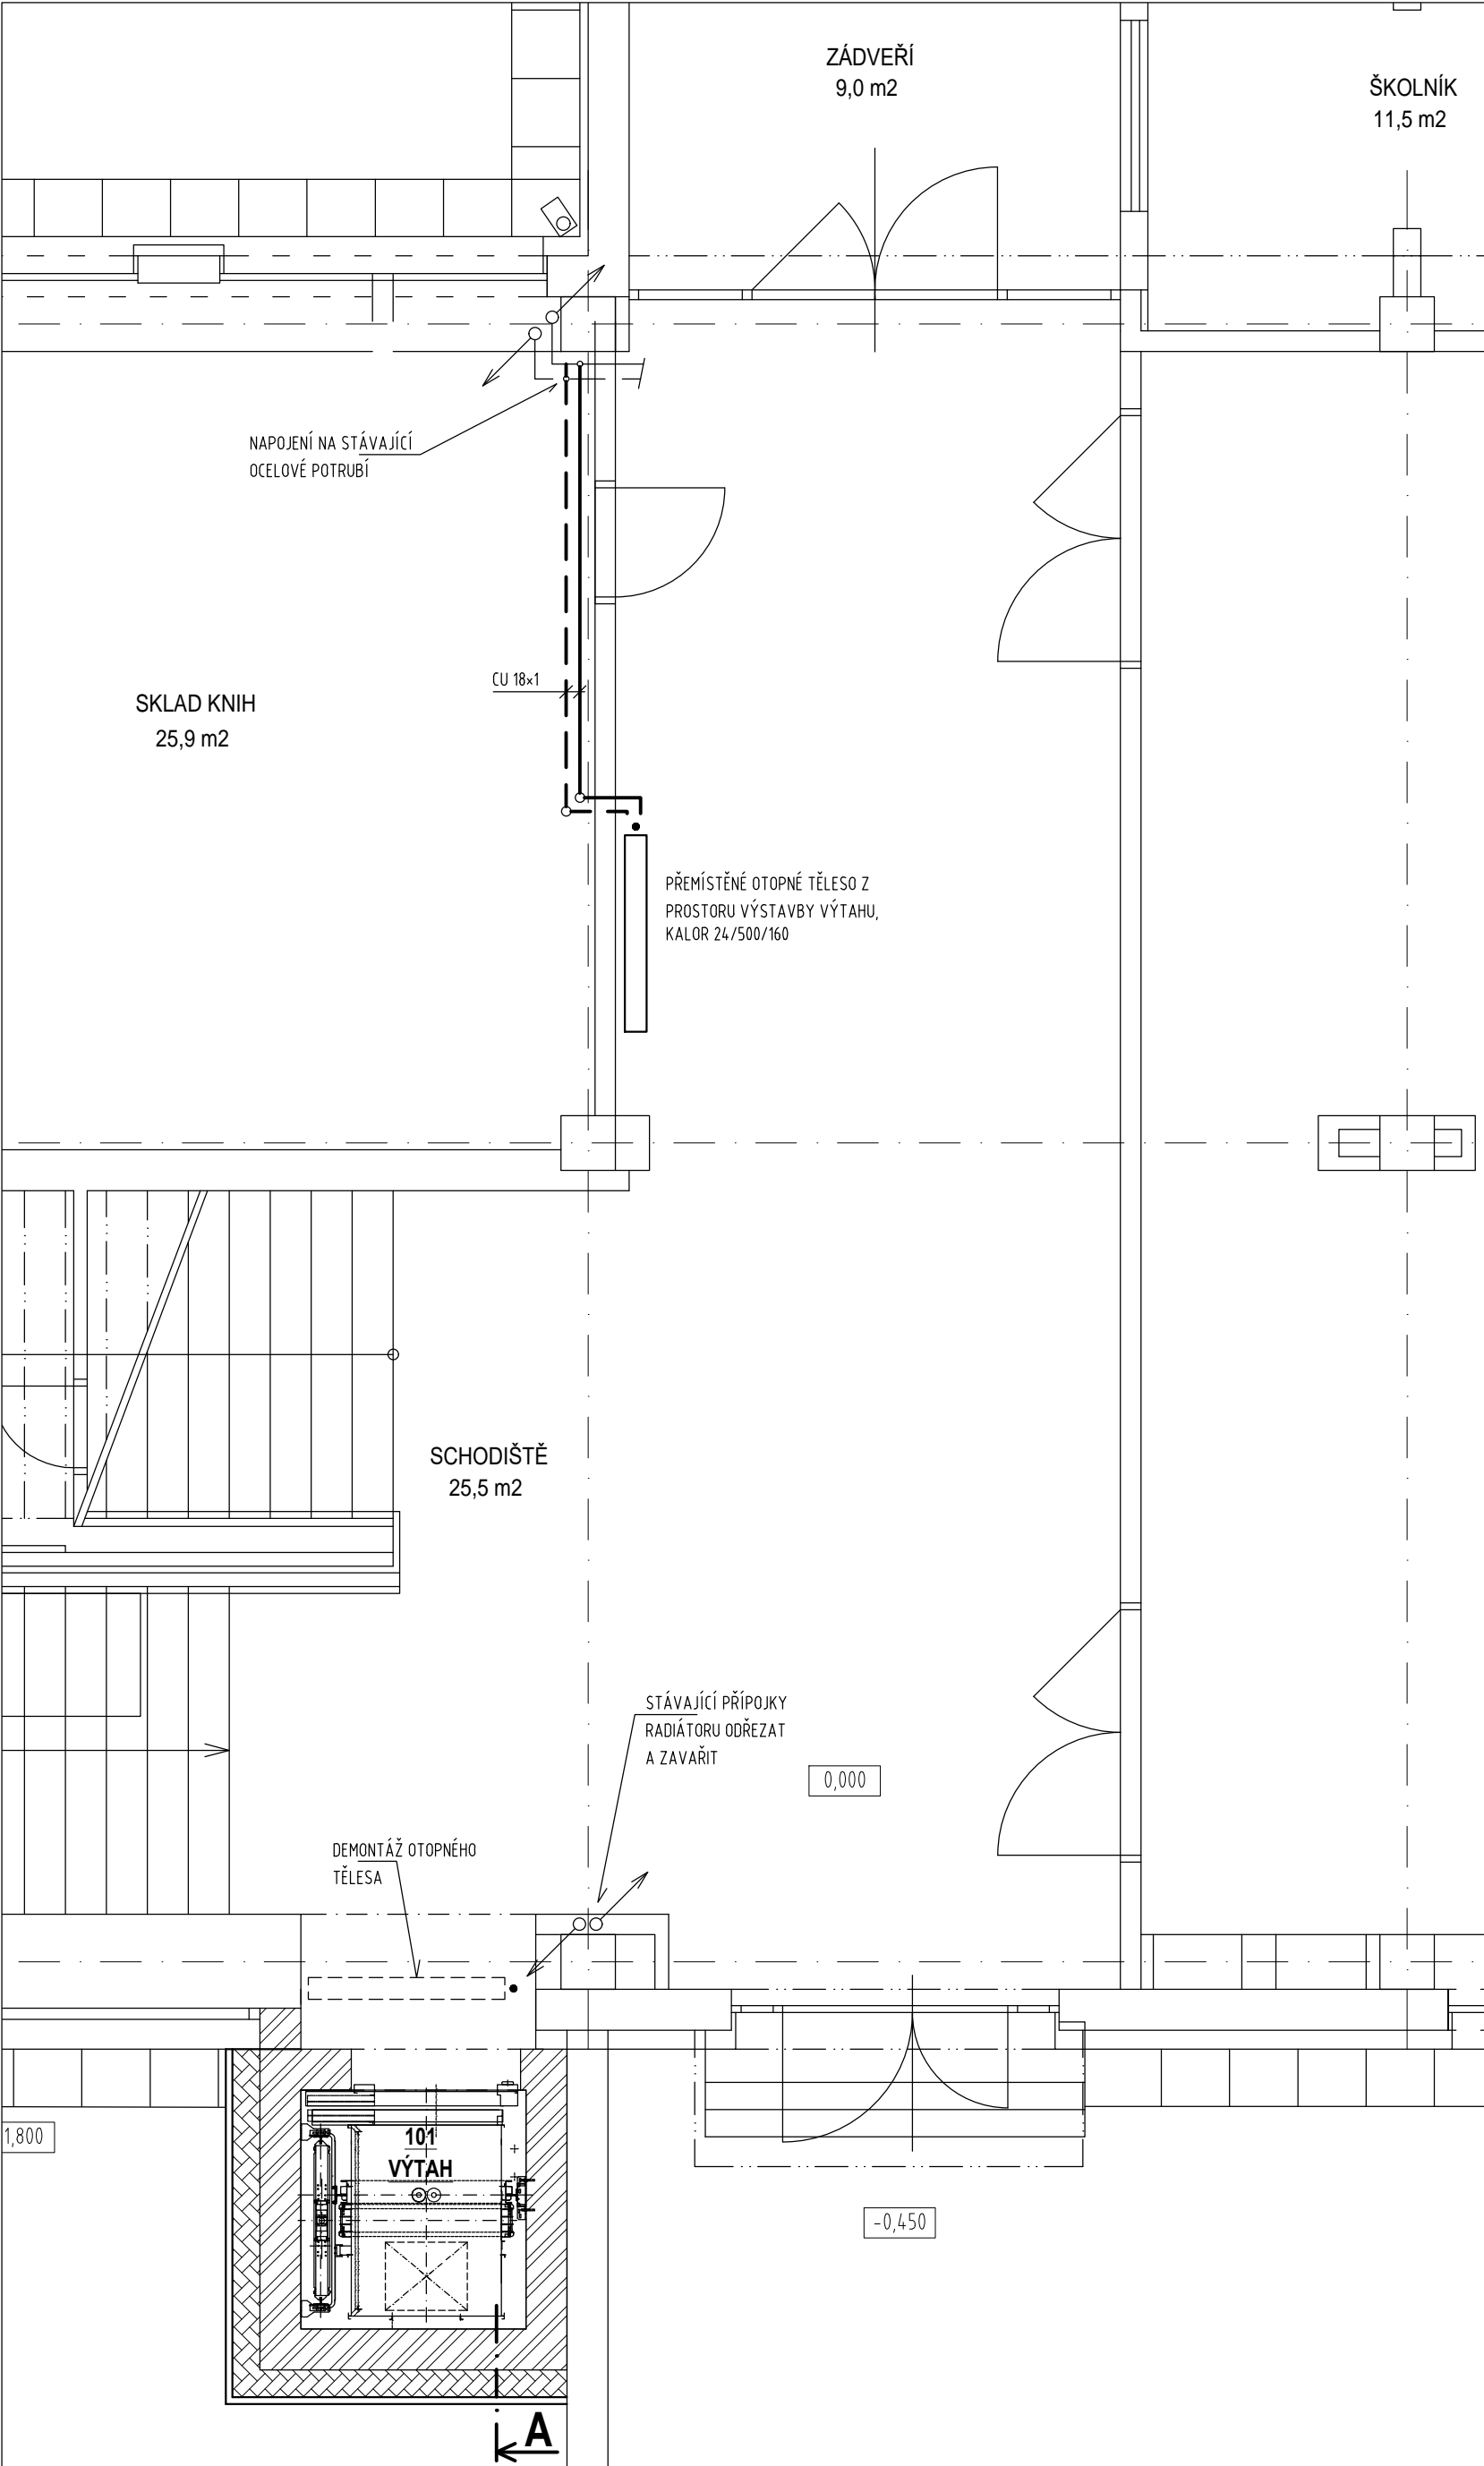 ZÁDVEŘÍ
9,0 m2
ŠKOLNÍK
11,5 m2
NAPOJENÍ NA STÁVAJÍCÍ
OCELOVÉ POTRUBÍ
CU 18×1
SKLAD KNIH
25,9 m2
PŘEMÍSTĚNÉ OTOPNÉ TĚLESO Z
PROSTORU VÝSTAVBY VÝTAHU,
KALOR 24/500/160
SCHODIŠTĚ
25,5 m2
STÁVAJÍCÍ PŘÍPOJKY
RADIÁTORU ODŘEZAT
A ZAVAŘIT
0,000
DEMONTÁŽ OTOPNÉHO
TĚLESA
1,800
101
VÝTAH
-0,450
A